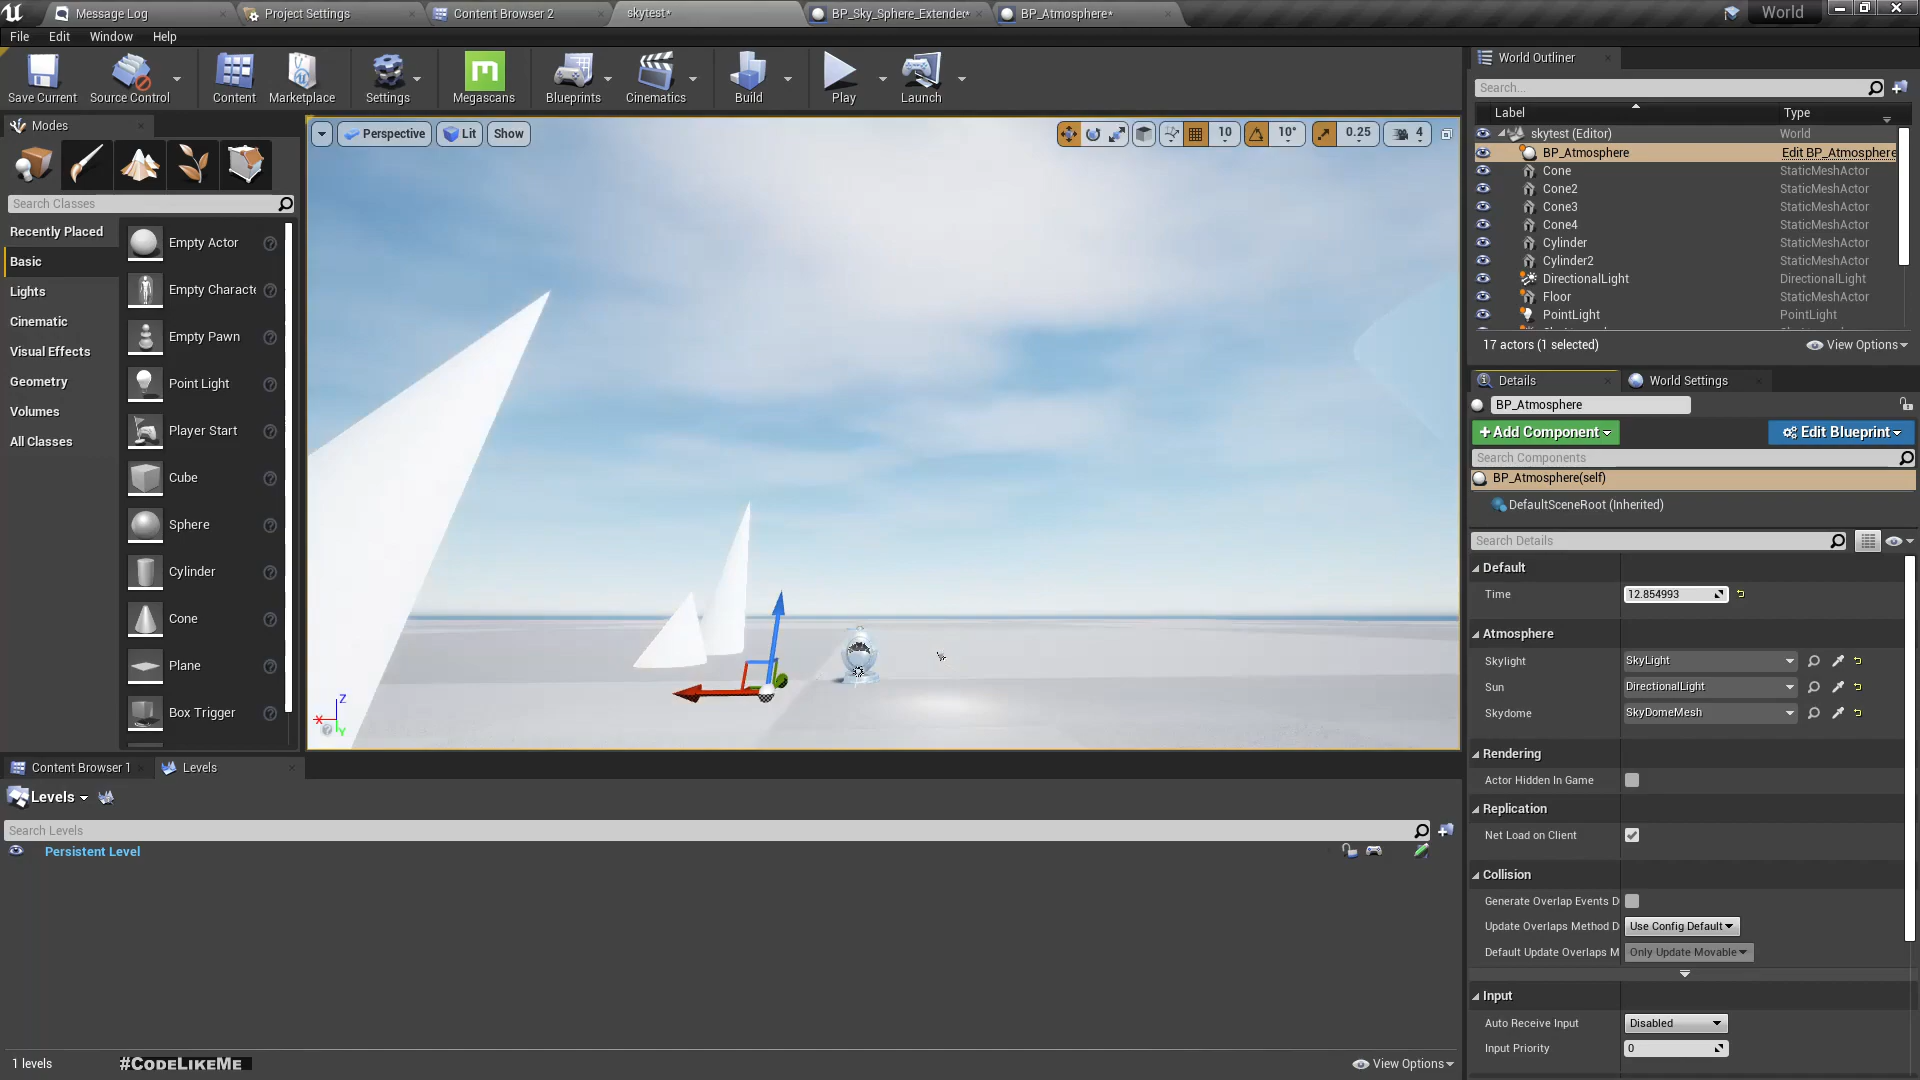 Message Log
Project Settings
Content Browser 2
skytest*
BP_Sky_Sphere_Extended*
BP_Atmosphere*
World
File Edit Window Help
Save Current
Source Control
Content
Marketplace
Settings
Megascans
Blueprints
Cinematics
Build
Play
Launch
Modes
Search Classes
Recently Placed
Basic
Lights
Cinematic
Visual Effects
Geometry
Volumes
All Classes
Empty Actor
Empty Characte
Empty Pawn
Point Light
Player Start
Cube
Sphere
Cylinder
Cone
Plane
Box Trigger
Perspective
Lit
Show
10
10°
0.25
4
Z
X
Y
World Outliner
Search...
Label Type
skytest (Editor) World
BP_Atmosphere Edit BP_Atmosphere
Cone StaticMeshActor
Cone2 StaticMeshActor
Cone3 StaticMeshActor
Cone4 StaticMeshActor
Cylinder StaticMeshActor
Cylinder2 StaticMeshActor
DirectionalLight DirectionalLight
Floor StaticMeshActor
PointLight PointLight
17 actors (1 selected)
View Options
Details
World Settings
BP_Atmosphere
+Add Component
Edit Blueprint
Search Components
BP_Atmosphere(self)
DefaultSceneRoot (Inherited)
Search Details
Default
Time 12.854993
Atmosphere
Skylight SkyLight
Sun DirectionalLight
Skydome SkyDomeMesh
Rendering
Actor Hidden In Game
Replication
Net Load on Client
Collision
Generate Overlap Events D
Update Overlaps Method D Use Config Default
Default Update Overlaps M Only Update Movable
Input
Auto Receive Input Disabled
Input Priority 0
Content Browser 1
Levels
Levels
Search Levels
Persistent Level
1 levels
#CodeLikeMe
View Options